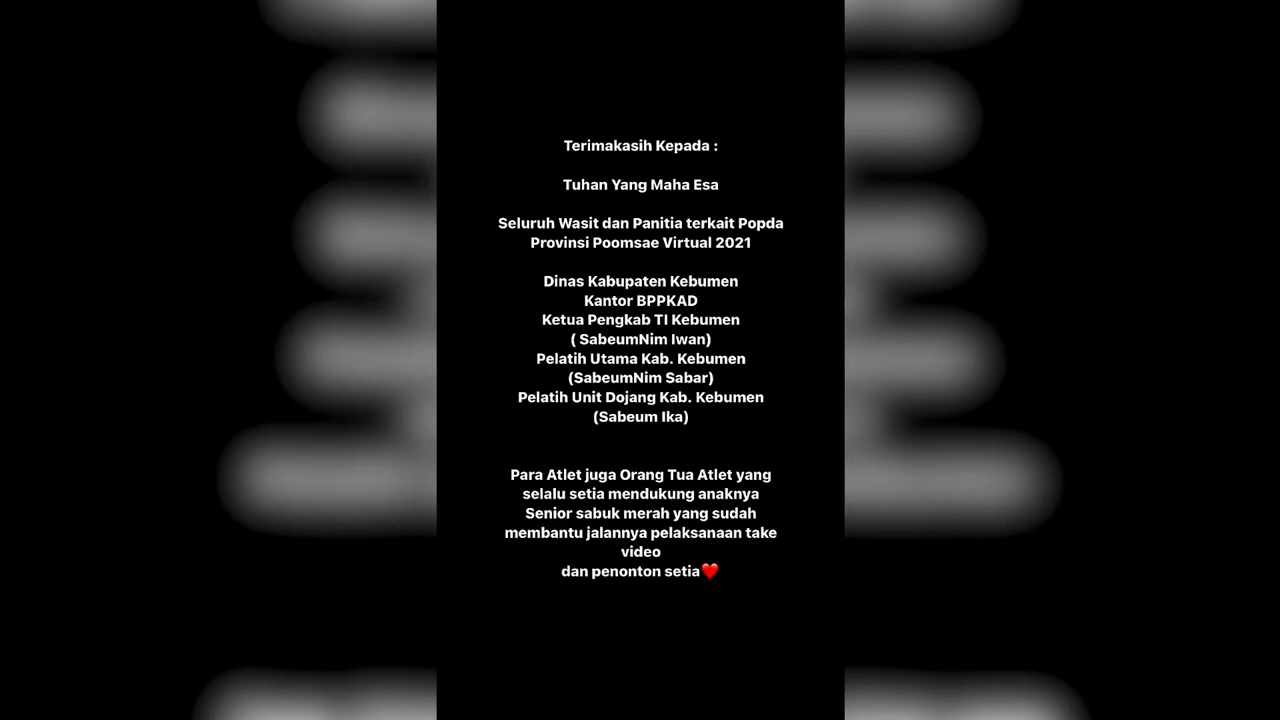 Terimakasih Kepada :
Tuhan Yang Maha Esa
Seluruh Wasit dan Panitia terkait Popda
Provinsi Poomsae Virtual 2021
Dinas Kabupaten Kebumen
Kantor BPPKAD
Ketua Pengkab TI Kebumen
( SabeumNim Iwan)
Pelatih Utama Kab. Kebumen
(SabeumNim Sabar)
Pelatih Unit Dojang Kab. Kebumen
(Sabeum Ika)
Para Atlet juga Orang Tua Atlet yang
selalu setia mendukung anaknya
Senior sabuk merah yang sudah
membantu jalannya pelaksanaan take
video
dan penonton setia❤️